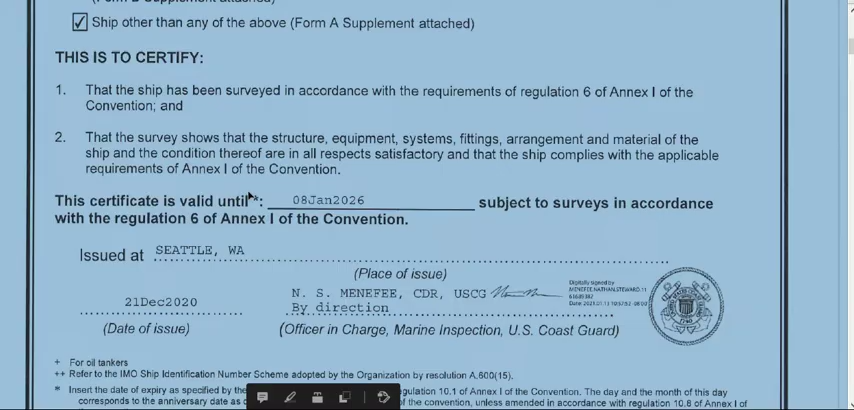 Ship other than any of the above (Form A Supplement attached)
THIS IS TO CERTIFY:
1. That the ship has been surveyed in accordance with the requirements of regulation 6 of Annex I of the
Convention; and
2. That the survey shows that the structure, equipment, systems, fittings, arrangement and material of the
ship and the condition thereof are in all respects satisfactory and that the ship complies with the applicable
requirements of Annex I of the Convention.
This certificate is valid until*: 08Jan2026 subject to surveys in accordance
with the regulation 6 of Annex I of the Convention.
Issued at SEATTLE, WA
(Place of issue)
21Dec2020
(Date of issue)
N. S. MENEFEE, CDR, USCG
By direction
(Officer in Charge, Marine Inspection, U.S. Coast Guard)
Digitally signed by
MENEFEE.NATHAN.STEWARD.11
+ For oil tankers
++ Refer to the IMO Ship Identification Number Scheme adopted by the Organization by resolution A.600(15).
* Insert the date of expiry as specified by the
regulation 10.1 of Annex I of the Convention. The day and the month of this day
corresponds to the anniversary date as
of the convention, unless amended in accordance with regulation 10.8 of Annex I of